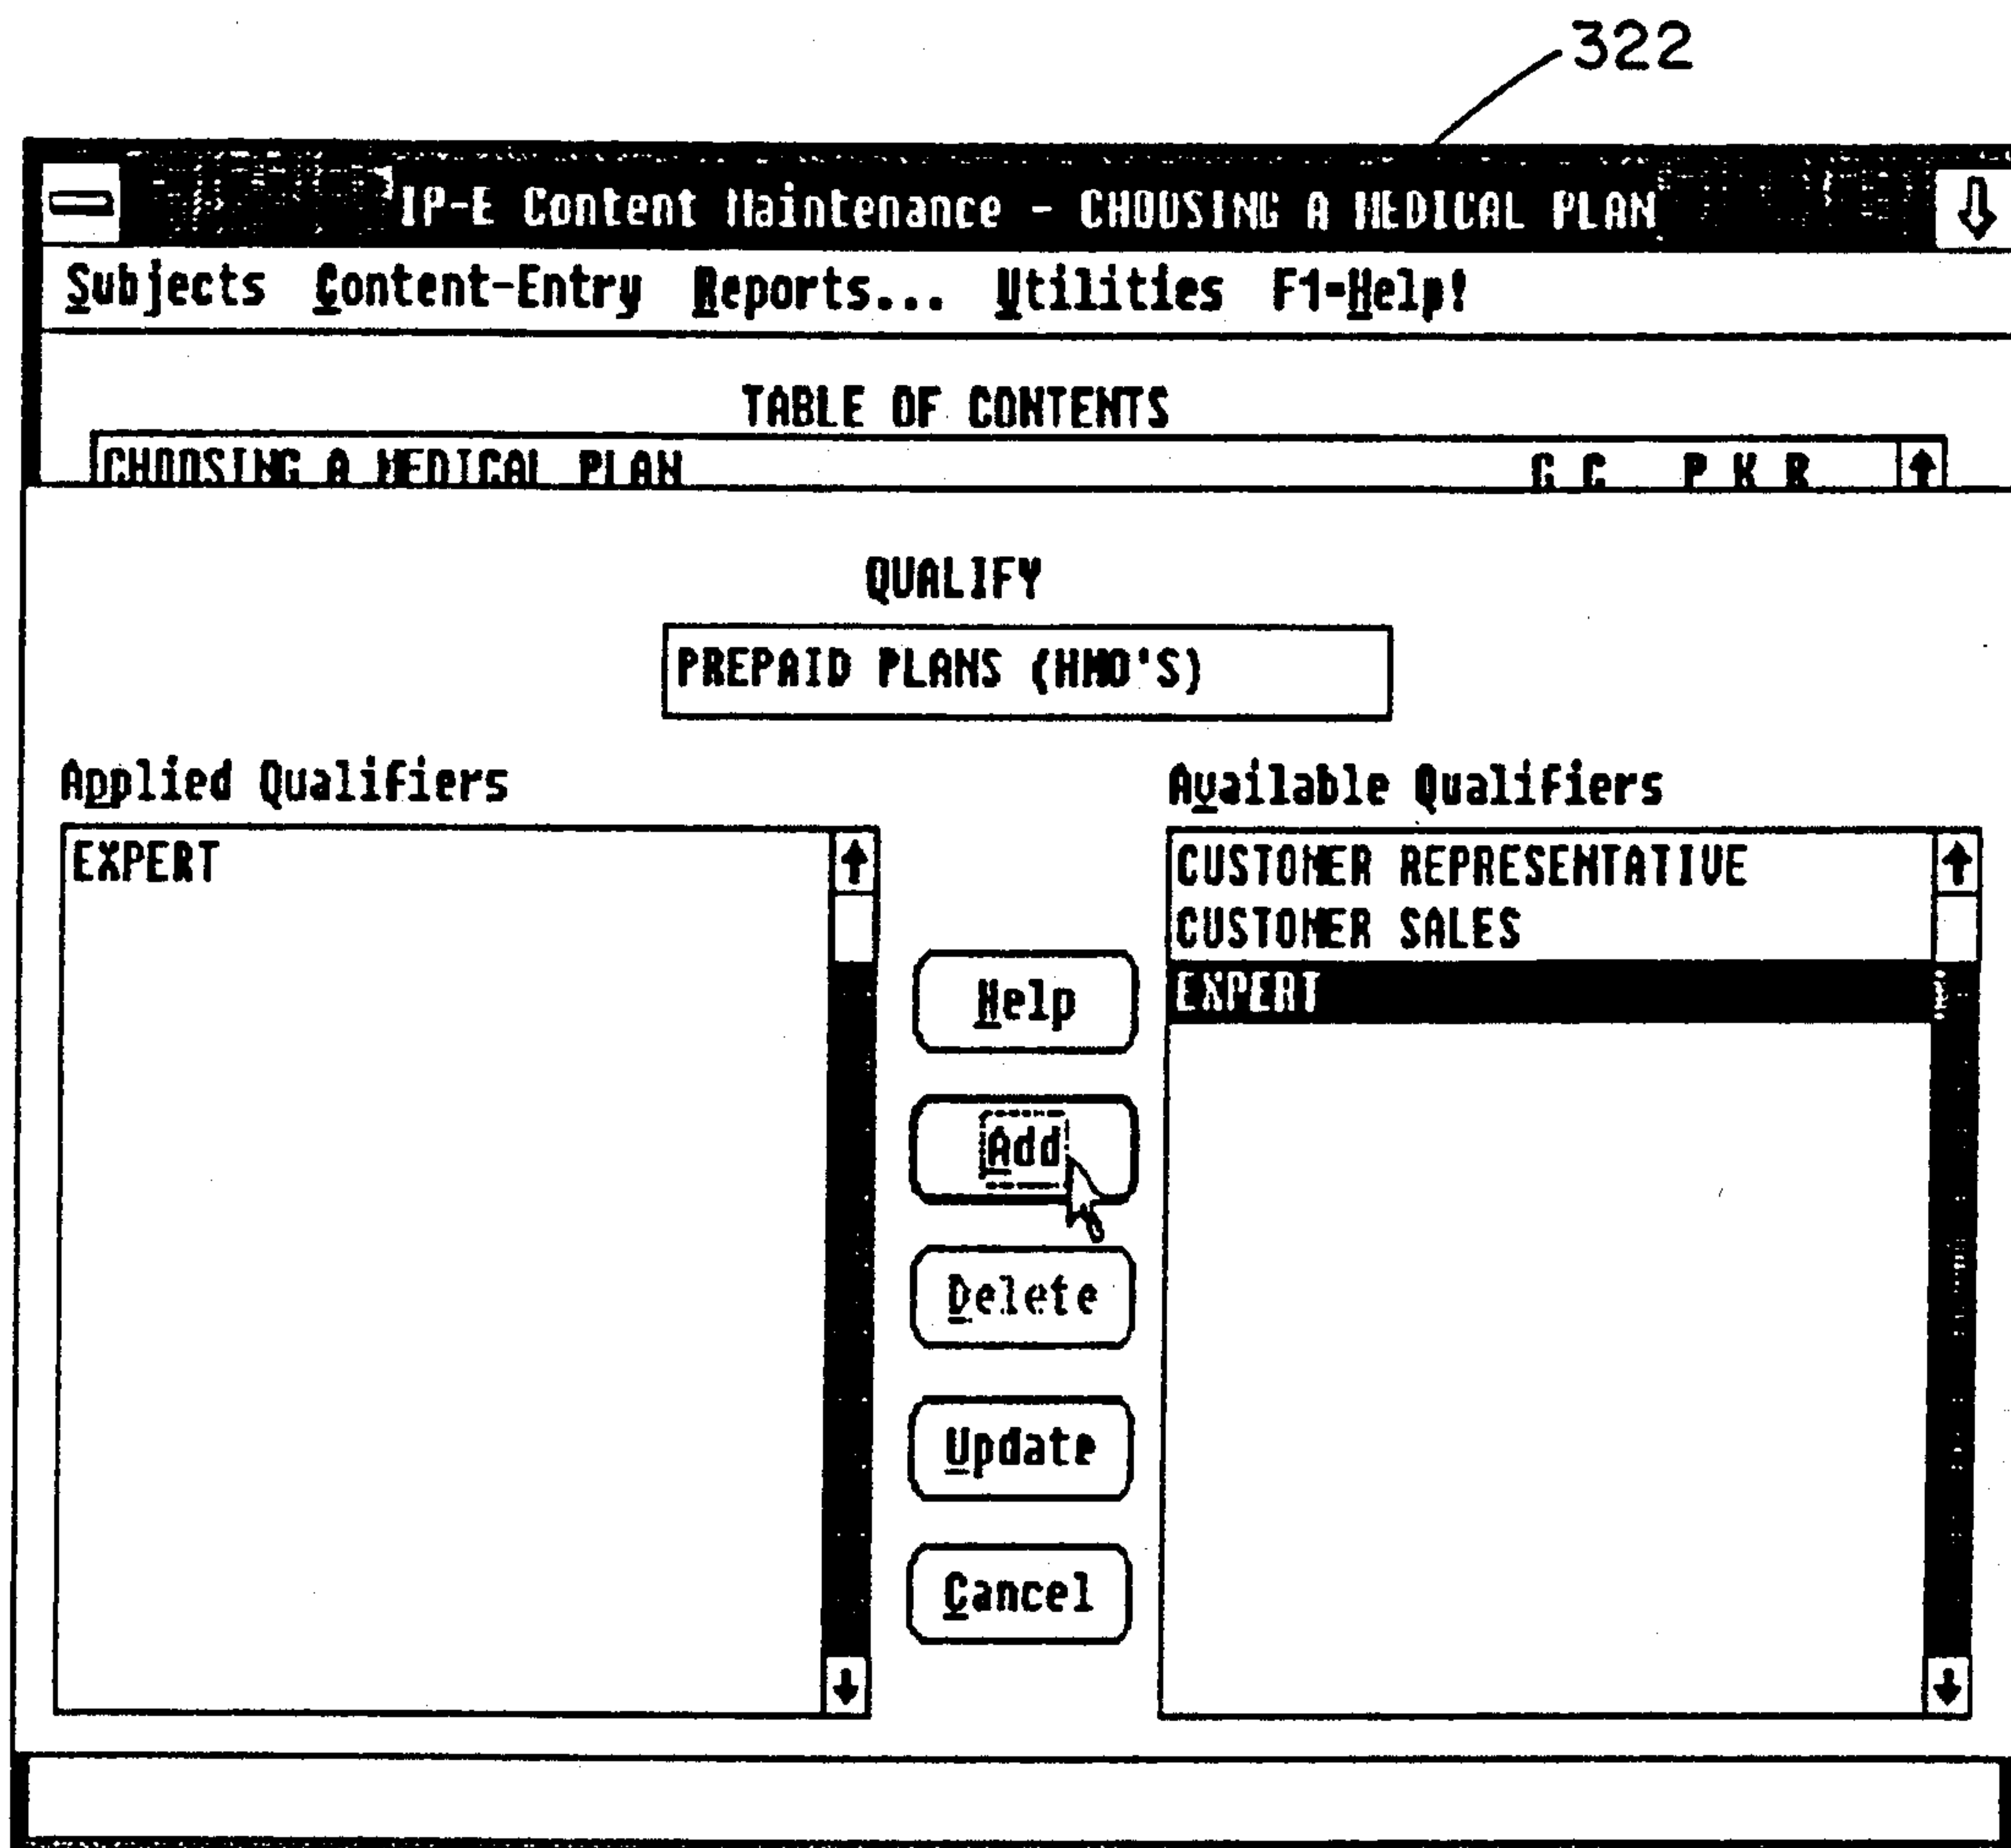 322
IP-E Content Maintenance - CHOOSING A MEDICAL PLAN
Subjects Content-Entry Reports... Utilities F1=Help!
TABLE OF CONTENTS
CHOOSING A MEDICAL PLAN G C P K R
QUALIFY
PREPAID PLANS (HMO'S)
Applied Qualifiers
Available Qualifiers
EXPERT
CUSTOMER REPRESENTATIVE
CUSTOMER SALES
EXPERT
Help
Add
Delete
Update
Cancel